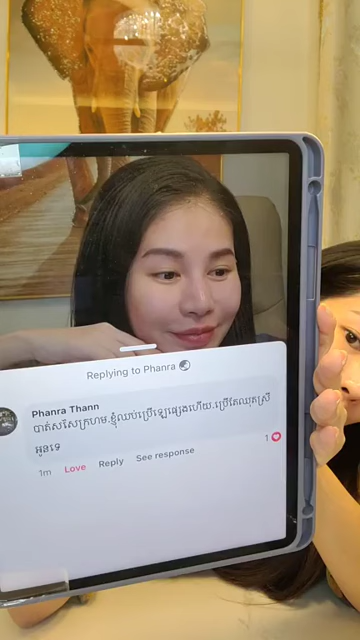 Replying to Phanra
Phanra Thann
បាត់សសៃក្រហម.ខ្ញុំឈប់ប្រើឡេផ្សេងហើយ.ប្រើតែឈុតស្រី
អូនទេ
1m Love Reply See response
1